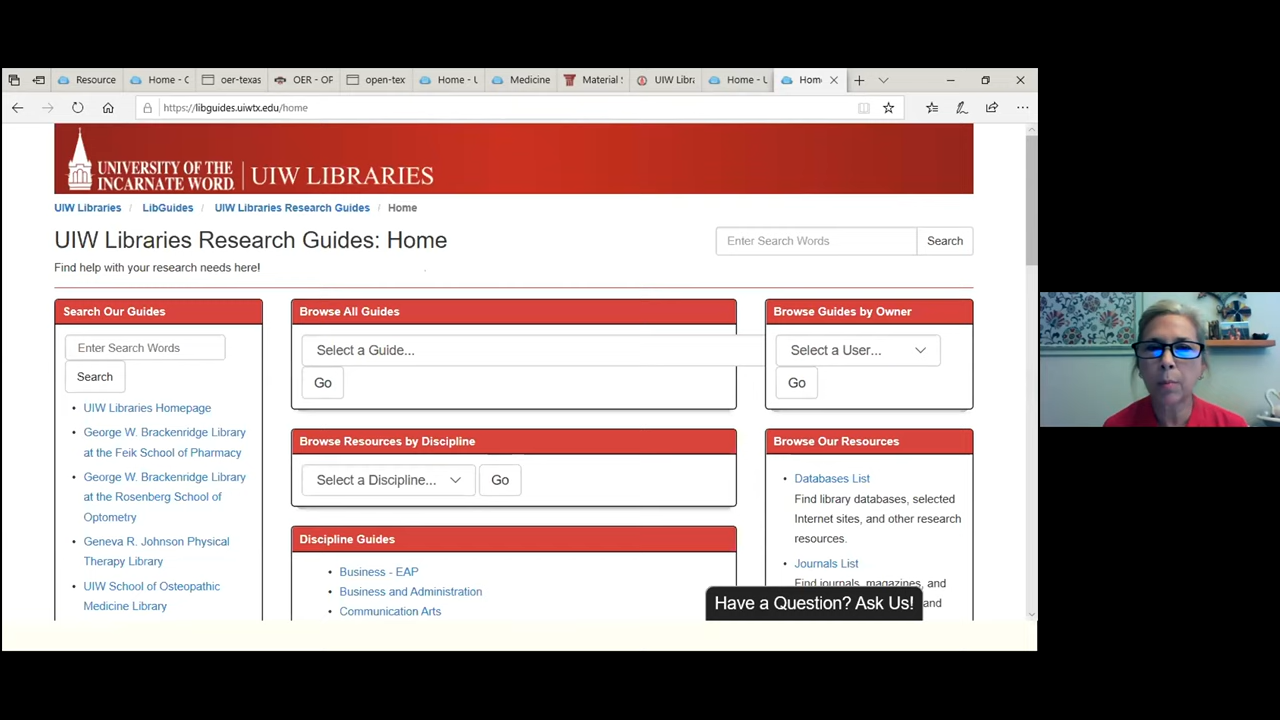 Resource
Home - C
oer-texas
OER - OF
open-tex
Home - U
Medicine
Material S
UIW Libra
Home - U
Hom
https://libguides.uiwtx.edu/home
UNIVERSITY OF THE
INCARNATE WORD
UIW LIBRARIES
UIW Libraries / LibGuides / UIW Libraries Research Guides / Home
UIW Libraries Research Guides: Home
Enter Search Words
Search
Find help with your research needs here!
Search Our Guides
Enter Search Words
Search
• UIW Libraries Homepage
• George W. Brackenridge Library
at the Feik School of Pharmacy
• George W. Brackenridge Library
at the Rosenberg School of
Optometry
• Geneva R. Johnson Physical
Therapy Library
• UIW School of Osteopathic
Medicine Library
Browse All Guides
Select a Guide...
Go
Browse Resources by Discipline
Select a Discipline...
Go
Discipline Guides
• Business - EAP
• Business and Administration
• Communication Arts
Browse Guides by Owner
Select a User...
Go
Browse Our Resources
• Databases List
Find library databases, selected
Internet sites, and other research
resources.
• Journals List
Find journals, magazines, and
and
Have a Question? Ask Us!